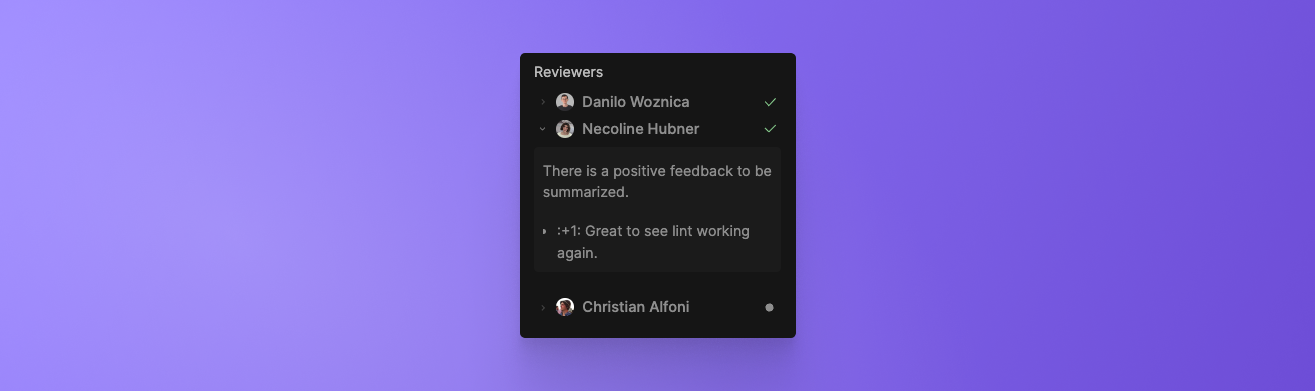 Reviewers
Danilo Woznica
Necoline Hubner
There is a positive feedback to be
summarized.
:+1: Great to see lint working
again.
Christian Alfoni